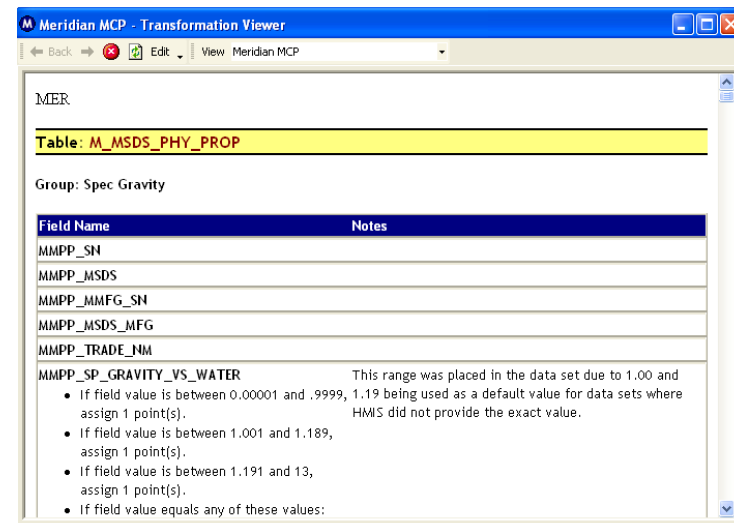 Meridian MCP - Transformation Viewer
Back Edit View Meridian MCP
MER
Table: M_MSDS_PHY_PROP
Group: Spec Gravity
Field Name Notes
MMPP_SN
MMPP_MSDS
MMPP_MMFG_SN
MMPP_MSDS_MFG
MMPP_TRADE_NM
MMPP_SP_GRAVITY_VS_WATER
• If field value is between 0.00001 and .9999,
assign 1 point(s).
• If field value is between 1.001 and 1.189,
assign 1 point(s).
• If field value is between 1.191 and 13,
assign 1 point(s).
• If field value equals any of these values:
This range was placed in the data set due to 1.00 and
1.19 being used as a default value for data sets where
HMIS did not provide the exact value.